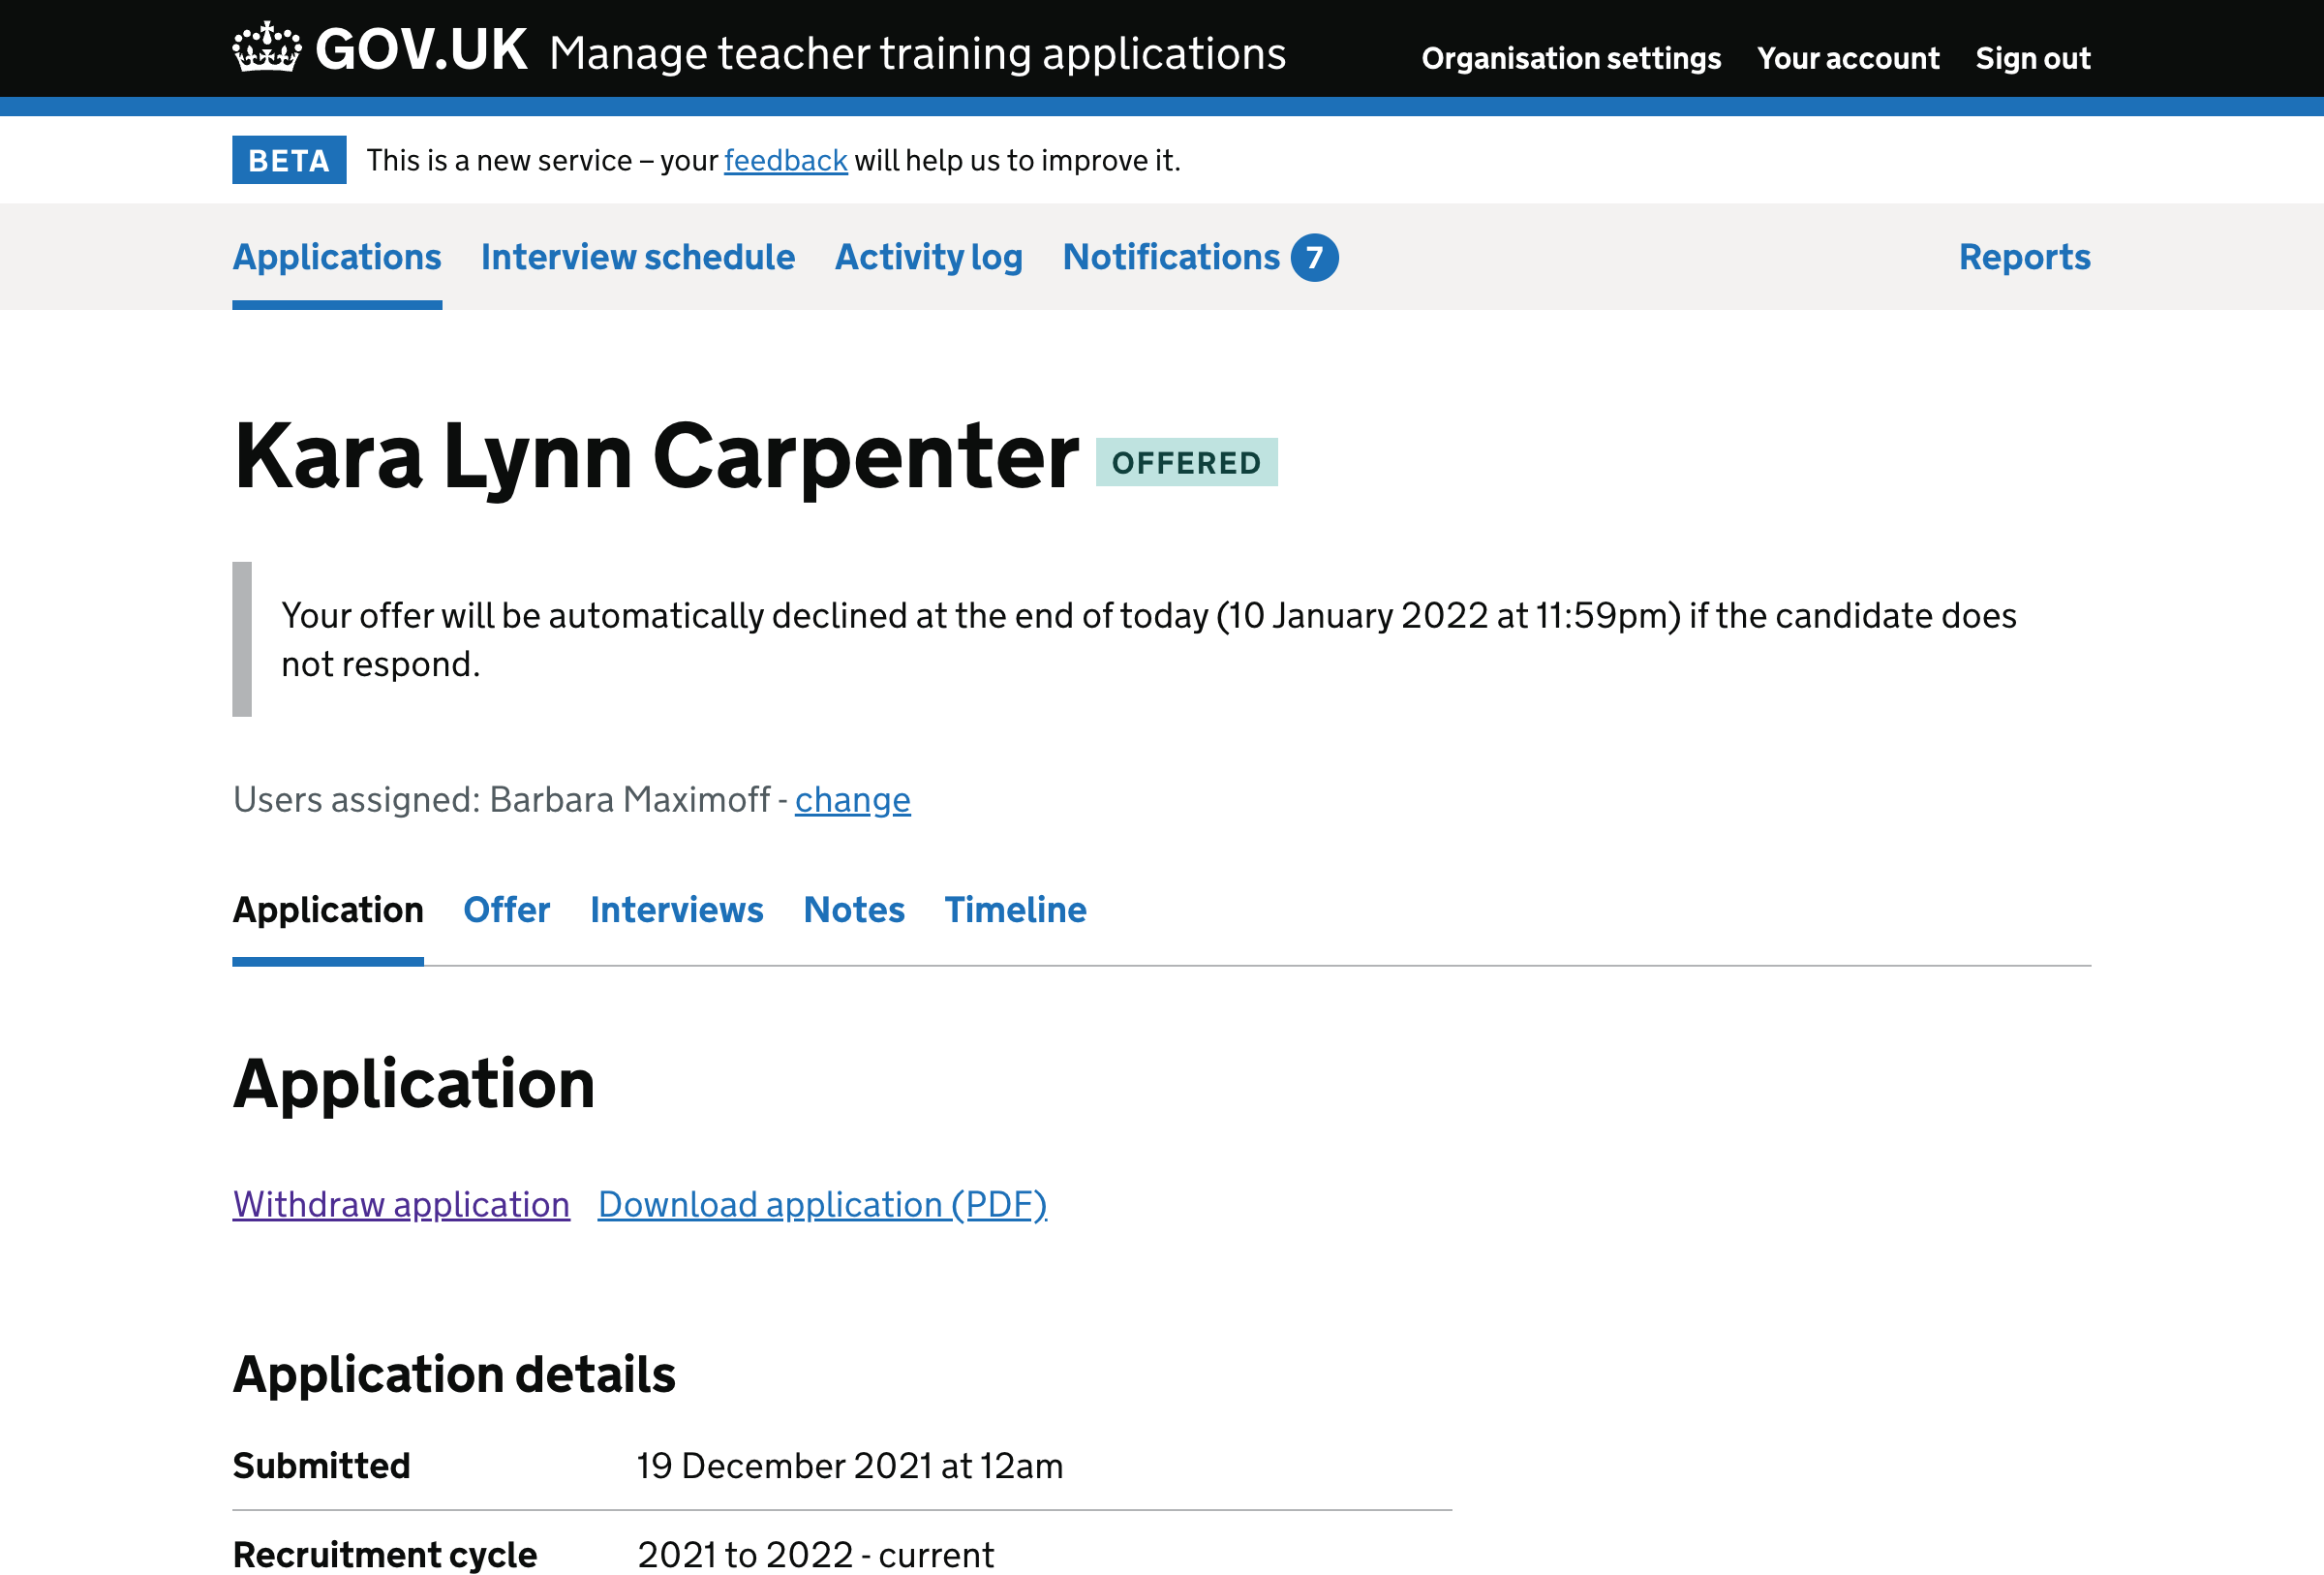 GOV.UK Manage teacher training applications Organisation settings Your account Sign out
BETA This is a new service – your feedback will help us to improve it.
Applications Interview schedule Activity log Notifications 7 Reports
Kara Lynn Carpenter OFFERED
Your offer will be automatically declined at the end of today (10 January 2022 at 11:59pm) if the candidate does
not respond.
Users assigned: Barbara Maximoff - change
Application Offer Interviews Notes Timeline
Application
Withdraw application Download application (PDF)
Application details
Submitted 19 December 2021 at 12am
Recruitment cycle 2021 to 2022 - current